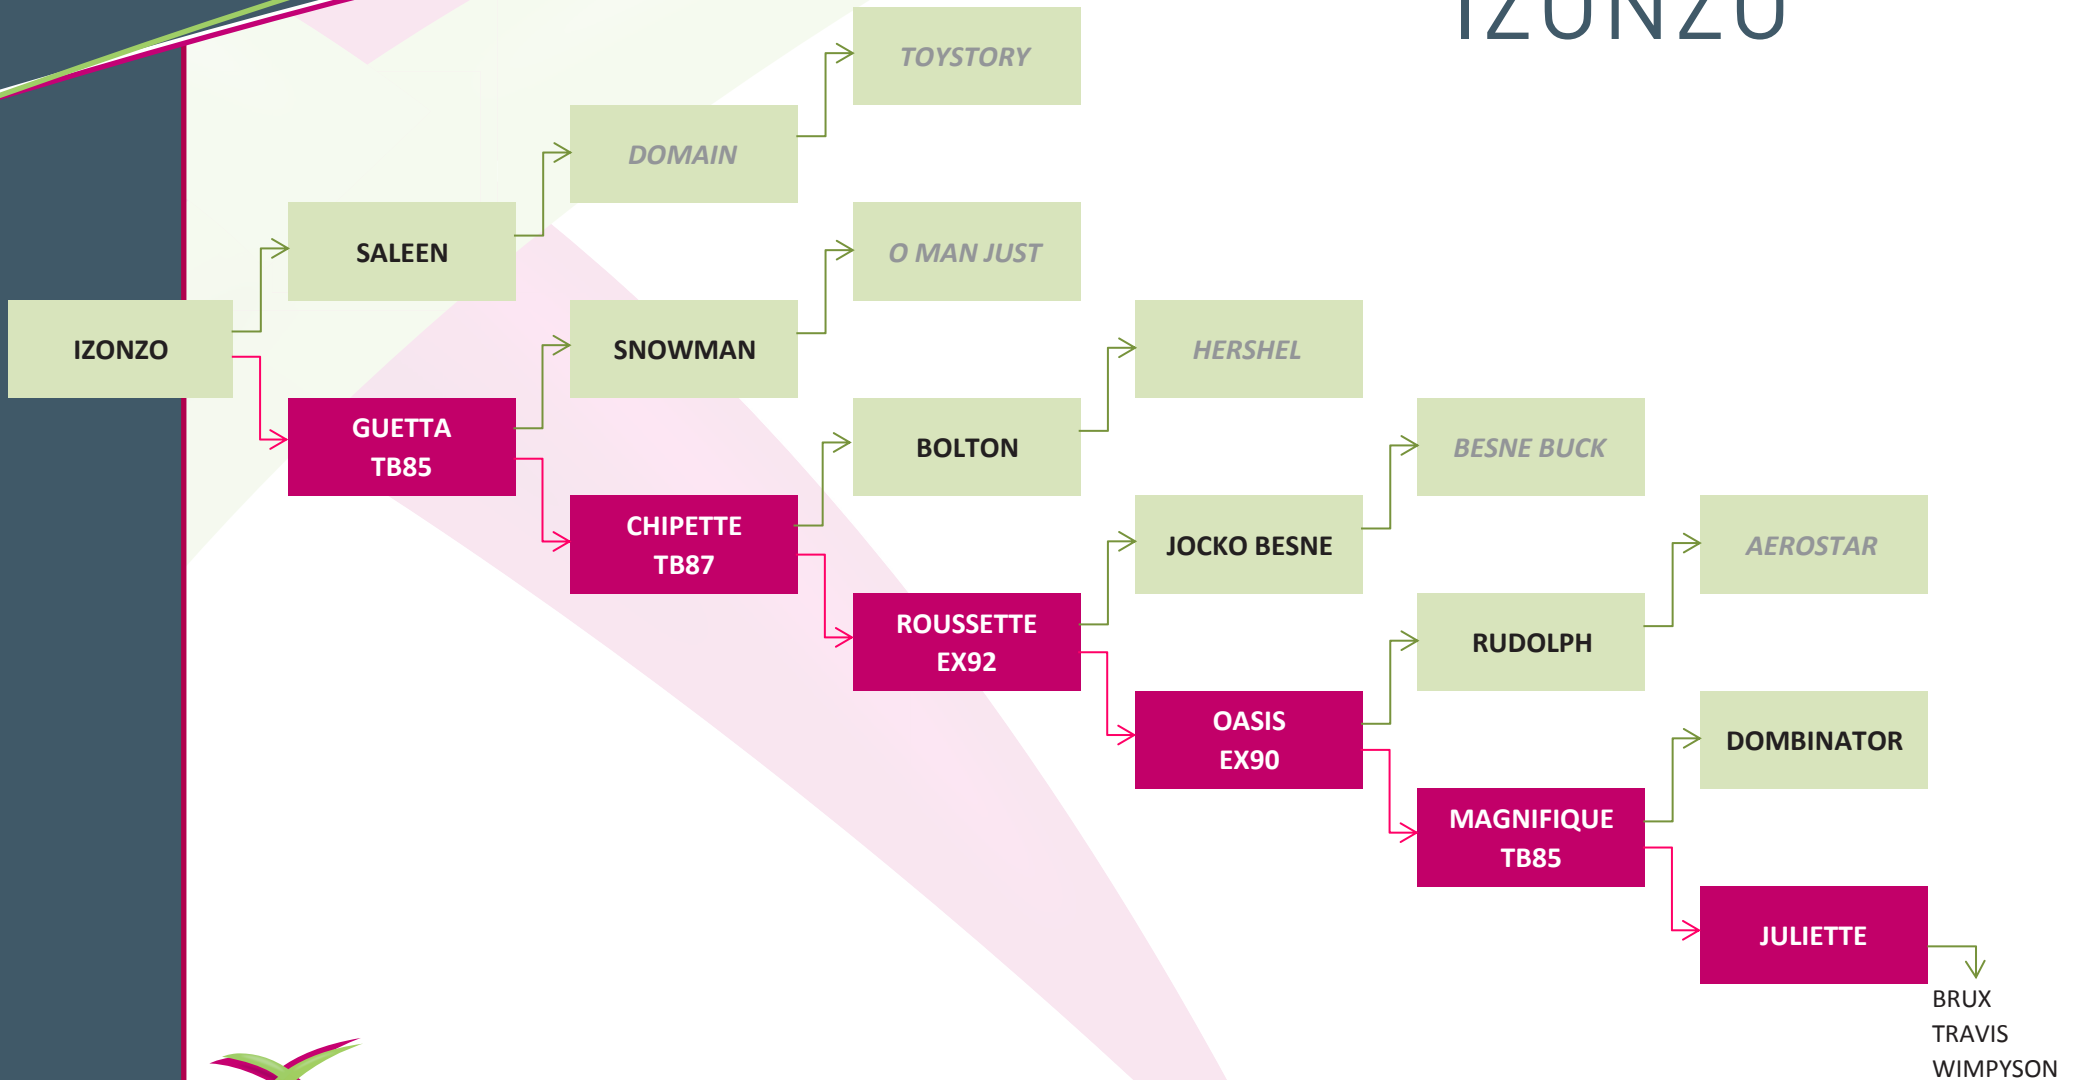 IZONZO
TOYSTORY
DOMAIN
SALEEN
O MAN JUST
IZONZO
SNOWMAN
HERSHEL
GUETTA
TB85
BOLTON
BESNE BUCK
CHIPETTE
TB87
JOCKO BESNE
AEROSTAR
ROUSSETTE
EX92
RUDOLPH
OASIS
EX90
DOMBINATOR
MAGNIFIQUE
TB85
JULIETTE
BRUX
TRAVIS
WIMPYSON